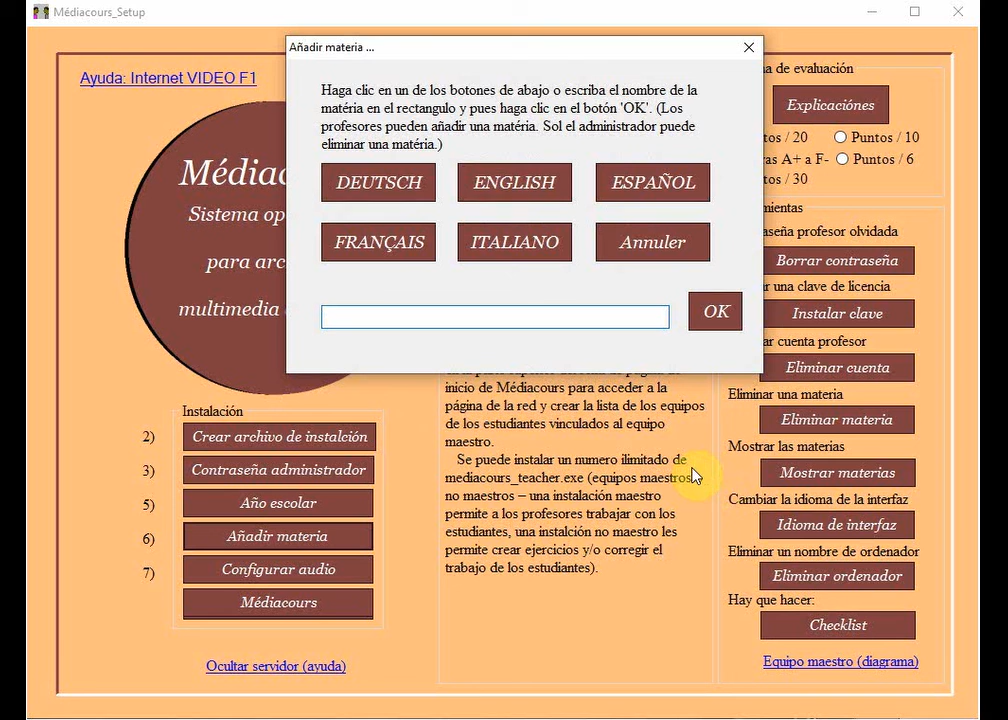 Médiacours_Setup
Ayuda: Internet VIDEO F1
Médiac
Sistema op
para arc
multimedia
Añadir materia ...
Haga clic en un de los botones de abajo o escriba el nombre de la
matéria en el rectangulo y pues haga clic en el botón 'OK'. (Los
profesores pueden añadir una matéria. Sol el administrador puede
eliminar una matéria.)
DEUTSCH
ENGLISH
ESPAÑOL
FRANÇAIS
ITALIANO
Annuler
OK
Instalación
2) Crear archivo de instalción
3) Contraseña administrador
5) Año escolar
6) Añadir materia
7) Configurar audio
Médiacours
Ocultar servidor (ayuda)
inicio de Médiacours para acceder a la
página de la red y crear la lista de los equipos
de los estudiantes vinculados al equipo
maestro.
Se puede instalar un numero ilimitado de
mediacours_teacher.exe (equipos maestros
no maestros – una instalación maestro
permite a los profesores trabajar con los
estudiantes, una instalción no maestro les
permite crear ejercicios y/o corregir el
trabajo de los estudiantes).
a de evaluación
Explicaciónes
tos / 20
Puntos / 10
ras A+ a F-
Puntos / 6
tos / 30
mientas
aseña profesor olvidada
Borrar contraseña
r una clave de licencia
Instalar clave
ar cuenta profesor
Eliminar cuenta
Eliminar una materia
Eliminar materia
Mostrar las materias
Mostrar materias
Cambiar la idioma de la interfaz
Idioma de interfaz
Eliminar un nombre de ordenador
Eliminar ordenador
Hay que hacer:
Checklist
Equipo maestro (diagrama)